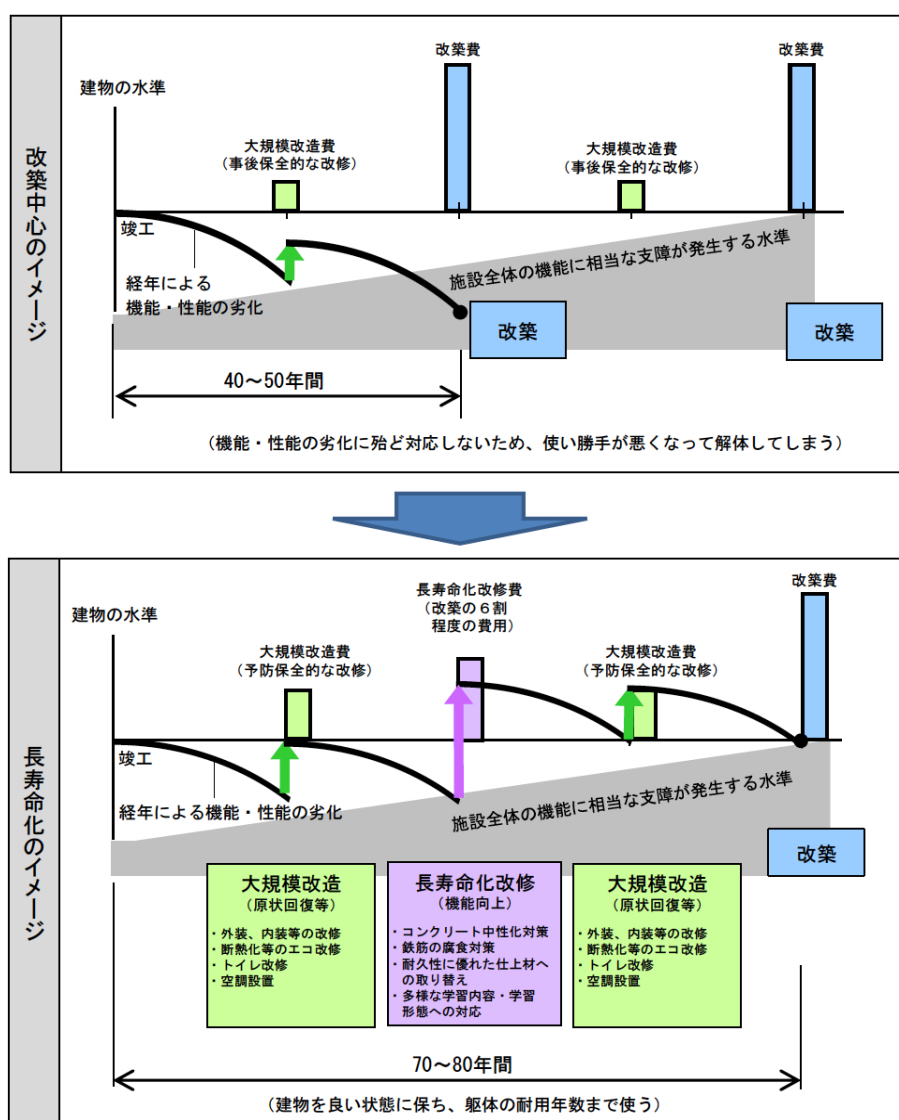 改築中心のイメージ
改築費
改築費
建物の水準
大規模改造費
（事後保全的な改修）
大規模改造費
（事後保全的な改修）
竣工
経年による
機能・性能の劣化
施設全体の機能に相当な支障が発生する水準
改築
改築
40～50年間
（機能・性能の劣化に殆ど対応しないため、使い勝手が悪くなって解体してしまう）
長寿命化のイメージ
建物の水準
長寿命化改修費
（改築の６割
程度の費用）
改築費
大規模改造費
（予防保全的な改修）
大規模改造費
（予防保全的な改修）
竣工
経年による機能・性能の劣化
施設全体の機能に相当な支障が発生する水準
改築
大規模改造
（原状回復等）
・外装、内装等の改修
・断熱化等のエコ改修
・トイレ改修
・空調設置
長寿命化改修
（機能向上）
・コンクリート中性化対策
・鉄筋の腐食対策
・耐久性に優れた仕上材へ
の取り替え
・多様な学習内容・学習
形態への対応
大規模改造
（原状回復等）
・外装、内装等の改修
・断熱化等のエコ改修
・トイレ改修
・空調設置
70～80年間
（建物を良い状態に保ち、躯体の耐用年数まで使う）